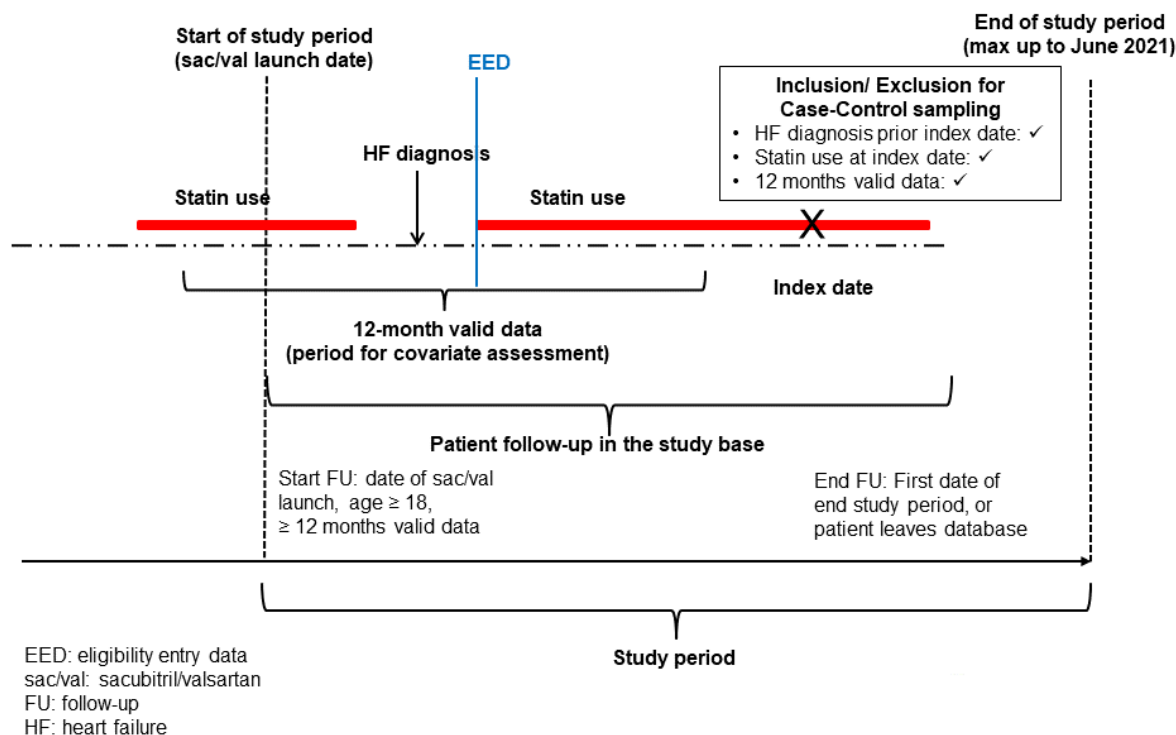 Start of study period
(sac/val launch date)
EED
End of study period
(max up to June 2021)
Inclusion/ Exclusion for
Case-Control sampling
• HF diagnosis prior index date: ✓
• Statin use at index date: ✓
• 12 months valid data: ✓
HF diagnosis
Statin use
Statin use
X
Index date
12-month valid data
(period for covariate assessment)
Patient follow-up in the study base
Start FU: date of sac/val
launch, age ≥ 18,
≥ 12 months valid data
End FU: First date of
end study period, or
patient leaves database
Study period
EED: eligibility entry data
sac/val: sacubitril/valsartan
FU: follow-up
HF: heart failure